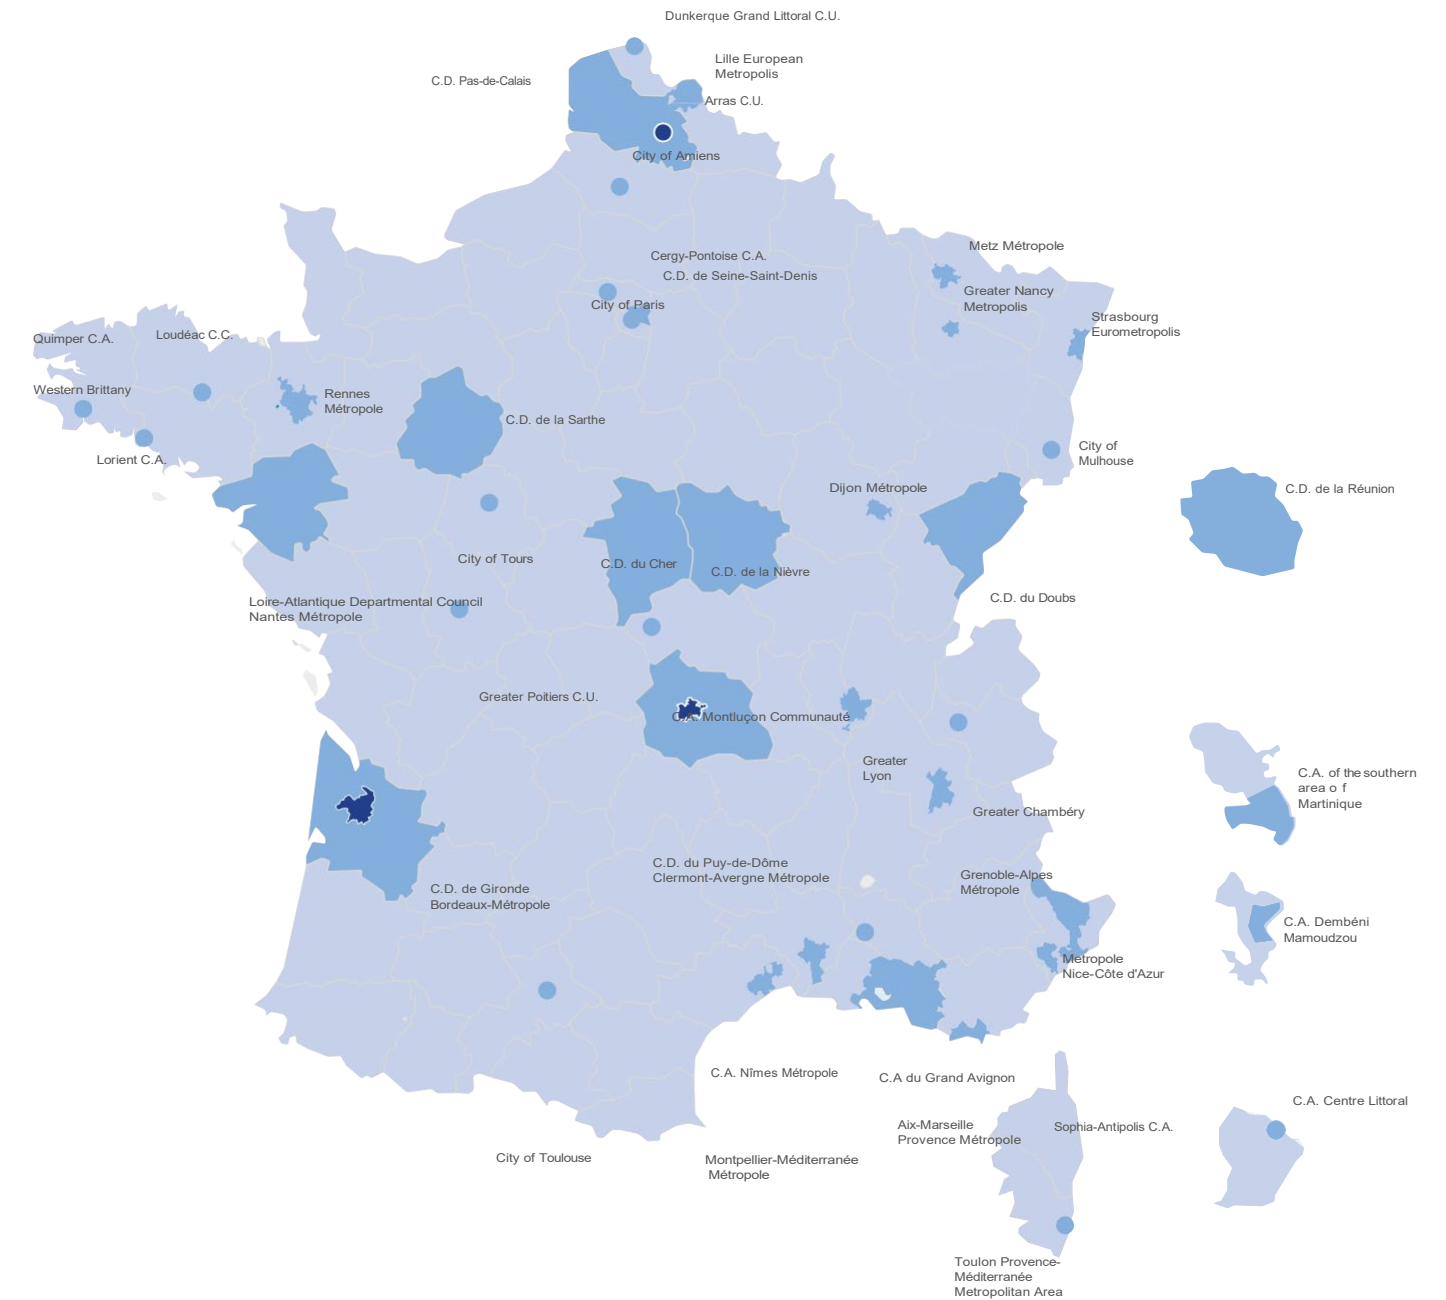 Dunkerque Grand Littoral C.U.
Lille European
Metropolis
C.D. Pas-de-Calais
Arras C.U.
City of Amiens
Metz Métropole
Cergy-Pontoise C.A.
C.D. de Seine-Saint-Denis
Greater Nancy
Metropolis
City of Paris
Strasbourg
Eurometropolis
Quimper C.A.
Loudéac C.C.
Western Brittany
Rennes
Métropole
C.D. de la Sarthe
Lorient C.A.
City of
Mulhouse
Dijon Métropole
C.D. de la Réunion
City of Tours
C.D. du Cher
C.D. de la Nièvre
C.D. du Doubs
Loire-Atlantique Departmental Council
Nantes Métropole
Greater Poitiers C.U.
C.A. Montluçon Communauté
Greater
Lyon
C.A. of the southern
area o f
Martinique
Greater Chambéry
C.D. du Puy-de-Dôme
Clermont-Avergne Métropole
Grenoble-Alpes
Métropole
C.D. de Gironde
Bordeaux-Métropole
C.A. Dembéni
Mamoudzou
Metropole
Nice-Côte d'Azur
C.A. Nîmes Métropole
C.A du Grand Avignon
C.A. Centre Littoral
Aix-Marseille
Provence Métropole
Sophia-Antipolis C.A.
City of Toulouse
Montpellier-Méditerranée
Métropole
Toulon Provence-
Méditerranée
Metropolitan Area